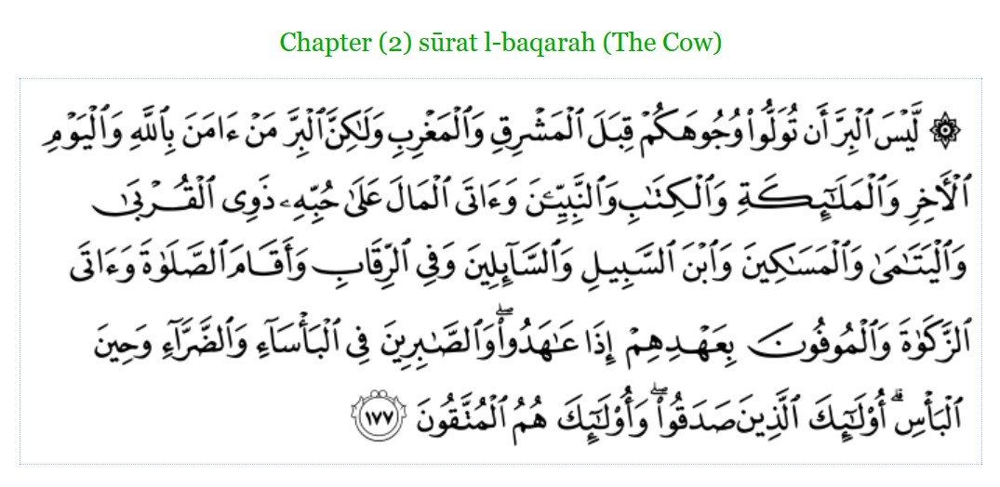 Chapter (2) sūrat l-baqarah (The Cow)
۞ لَّيْسَ ٱلْبِرَّ أَن تُوَلُّوا۟ وُجُوهَكُمْ قِبَلَ ٱلْمَشْرِقِ وَٱلْمَغْرِبِ وَلَـٰكِنَّ ٱلْبِرَّ مَنْ ءَامَنَ بِٱللَّهِ وَٱلْيَوْمِ
ٱلْـَٔاخِرِ وَٱلْمَلَـٰٓئِكَةِ وَٱلْكِتَـٰبِ وَٱلنَّبِيِّـۧنَ وَءَاتَى ٱلْمَالَ عَلَىٰ حُبِّهِۦ ذَوِى ٱلْقُرْبَىٰ
وَٱلْيَتَـٰمَىٰ وَٱلْمَسَـٰكِينَ وَٱبْنَ ٱلسَّبِيلِ وَٱلسَّآئِلِينَ وَفِى ٱلرِّقَابِ وَأَقَامَ ٱلصَّلَوٰةَ وَءَاتَى
ٱلزَّكَوٰةَ وَٱلْمُوفُونَ بِعَهْدِهِمْ إِذَا عَـٰهَدُوا۟ ۖ وَٱلصَّـٰبِرِينَ فِى ٱلْبَأْسَآءِ وَٱلضَّرَّآءِ وَحِينَ
ٱلْبَأْسِ ۗ أُو۟لَـٰٓئِكَ ٱلَّذِينَ صَدَقُوا۟ ۖ وَأُو۟لَـٰٓئِكَ هُمُ ٱلْمُتَّقُونَ ١٧٧